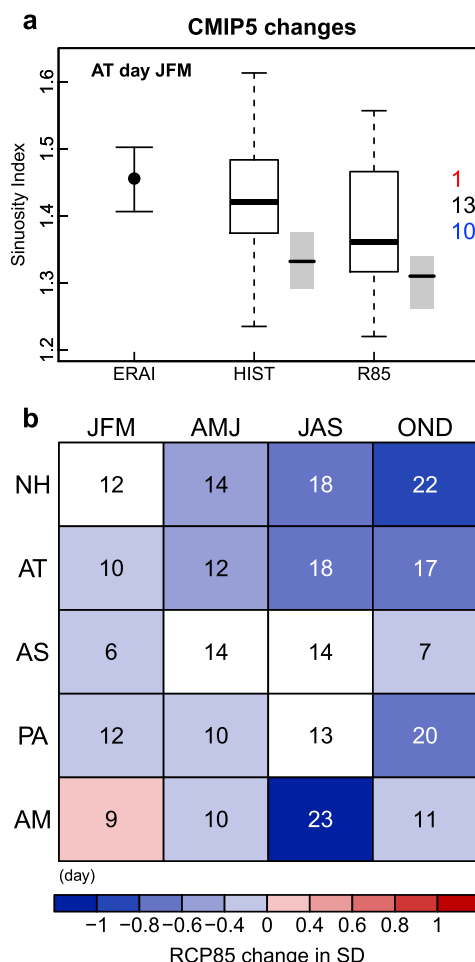 a
CMIP5 changes
AT day JFM
Sinuosity Index
1.6
1.5
1.4
1.3
1.2
1
13
10
ERAI HIST R85
b
JFM AMJ JAS OND
NH 12 14 18 22
AT 10 12 18 17
AS 6 14 14 7
PA 12 10 13 20
AM 9 10 23 11
(day)
−1 −0.8 −0.6 −0.4 0 0.4 0.6 0.8 1
RCP85 change in SD